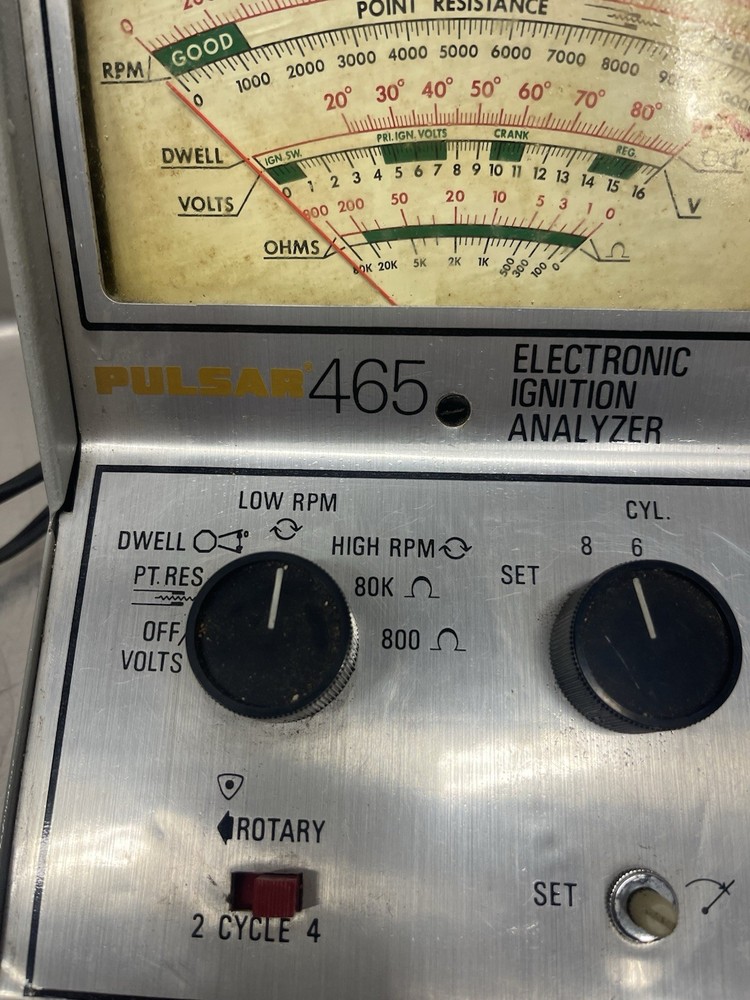 POINT RESISTANCE
0
GOOD
RPM
0 1000 2000 3000 4000 5000 6000 7000 8000
20° 30° 40° 50° 60° 70° 80°
PRI. IGN. VOLTS CRANK
DWELL
IGN SW. REG.
0 1 2 3 4 5 6 7 8 9 10 11 12 13 14 15 16
VOLTS
V
800 200 50 20 10 5 3 1 0
OHMS
Ω
80K 20K 5K 2K 1K 500 300 100 0
PULSAR 465
ELECTRONIC
IGNITION
ANALYZER
LOW RPM
DWELL
HIGH RPM
PT. RES
80K Ω
OFF/
VOLTS
800 Ω
CYL.
8 6
SET
ROTARY
2 CYCLE 4
SET